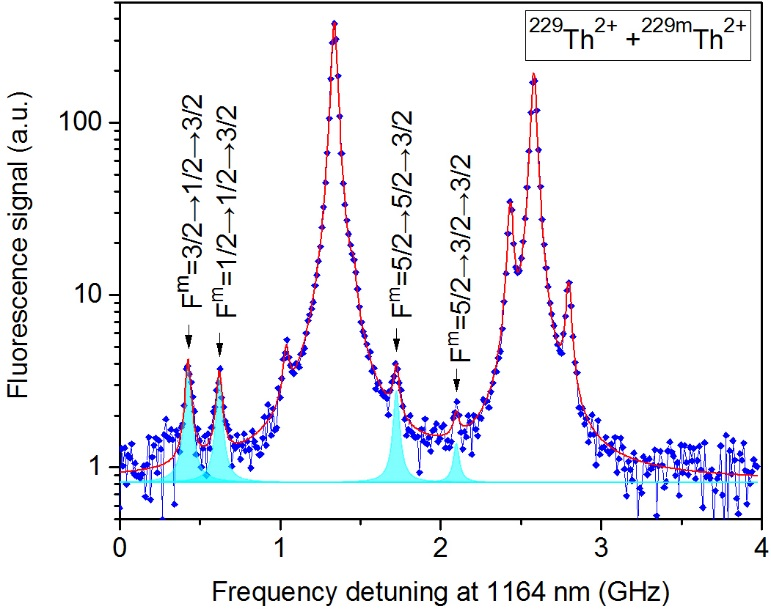 ²²⁹Th²⁺ + ²²⁹ᵐTh²⁺
Fluorescence signal (a.u.)
100
10
1
Fᵐ=3/2→1/2→3/2
Fᵐ=1/2→1/2→3/2
Fᵐ=5/2→5/2→3/2
Fᵐ=5/2→3/2→3/2
0 1 2 3 4
Frequency detuning at 1164 nm (GHz)